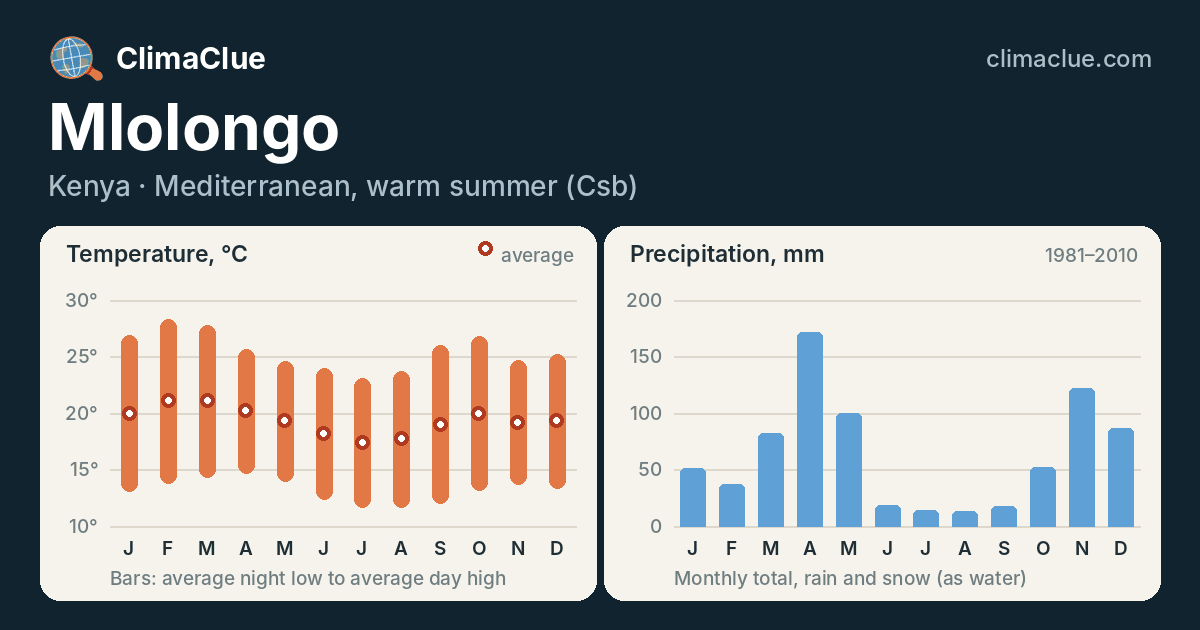 ClimaClue
climaclue.com
Mlolongo
Kenya · Mediterranean, warm summer (Csb)
Temperature, °C
average
30°
25°
20°
15°
10°
J F M A M J J A S O N D
Bars: average night low to average day high
Precipitation, mm
1981–2010
200
150
100
50
0
J F M A M J J A S O N D
Monthly total, rain and snow (as water)